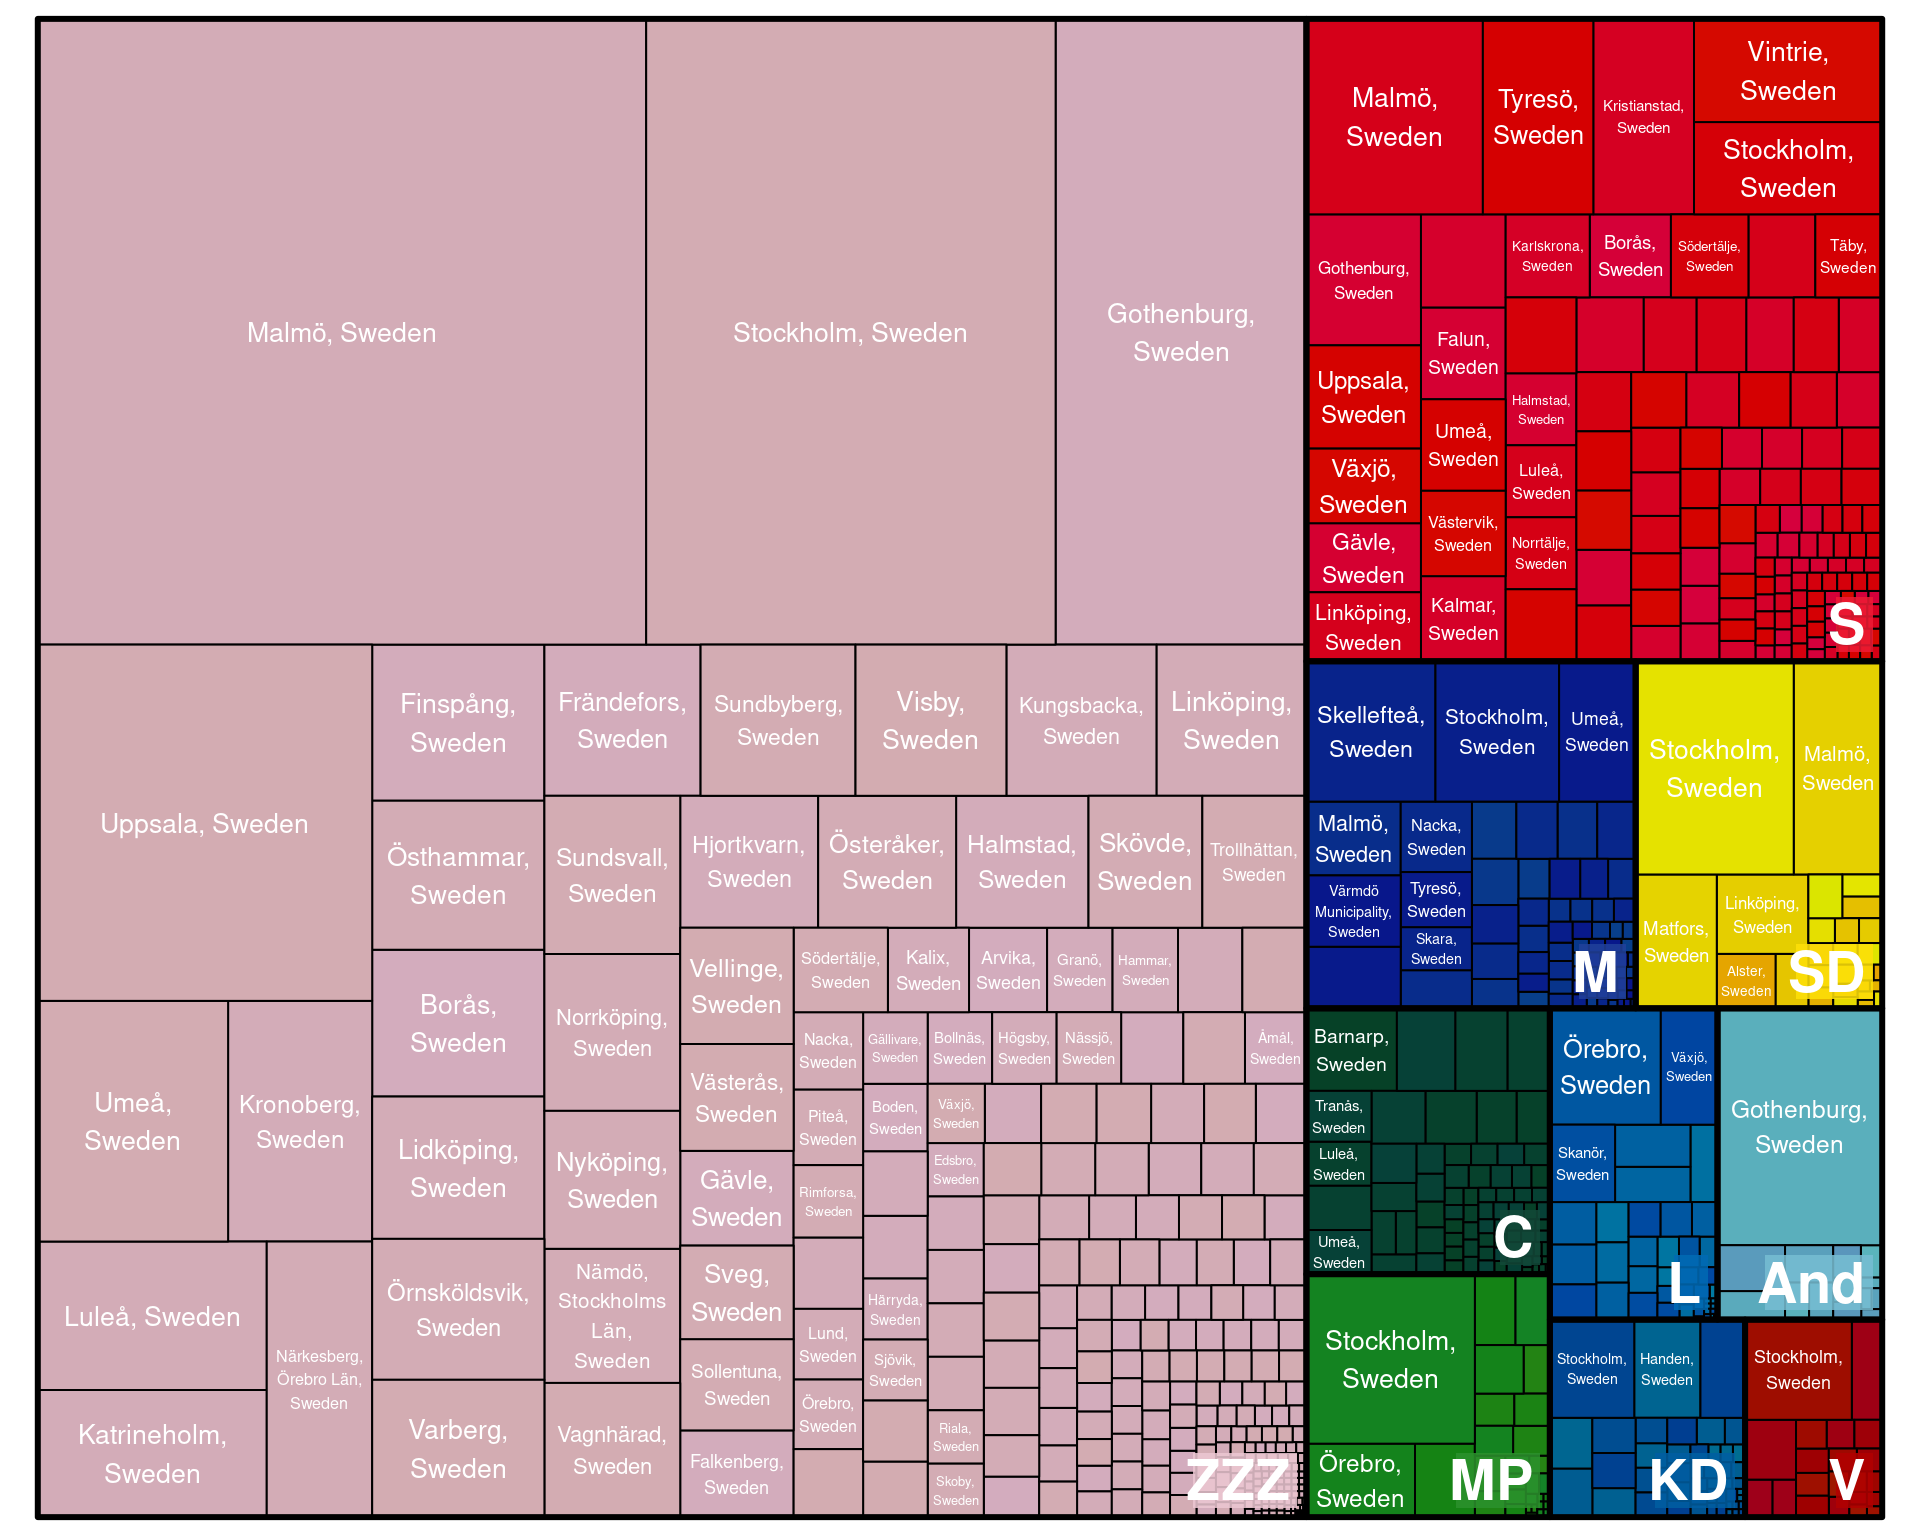 Malmö, Sweden
Stockholm, Sweden
Gothenburg,
Sweden
Uppsala, Sweden
Finspång,
Sweden
Frändefors,
Sweden
Sundbyberg,
Sweden
Visby,
Sweden
Kungsbacka,
Sweden
Linköping,
Sweden
Östhammar,
Sweden
Sundsvall,
Sweden
Hjortkvarn,
Sweden
Österåker,
Sweden
Halmstad,
Sweden
Skövde,
Sweden
Trollhättan,
Sweden
Borås,
Sweden
Norrköping,
Sweden
Vellinge,
Sweden
Södertälje,
Sweden
Kalix,
Sweden
Arvika,
Sweden
Granö,
Sweden
Hammar,
Sweden
Umeå,
Sweden
Kronoberg,
Sweden
Lidköping,
Sweden
Nyköping,
Sweden
Västerås,
Sweden
Nacka,
Sweden
Gällivare,
Sweden
Bollnäs,
Sweden
Högsby,
Sweden
Nässjö,
Sweden
Åmål,
Sweden
Piteå,
Sweden
Boden,
Sweden
Växjö,
Sweden
Gävle,
Sweden
Rimforsa,
Sweden
Edsbro,
Sweden
Luleå, Sweden
Närkesberg,
Örebro Län,
Sweden
Örnsköldsvik,
Sweden
Nämdö,
Stockholms
Län,
Sweden
Sveg,
Sweden
Härryda,
Sweden
Lund,
Sweden
Sjövik,
Sweden
Sollentuna,
Sweden
Örebro,
Sweden
Katrineholm,
Sweden
Varberg,
Sweden
Vagnhärad,
Sweden
Falkenberg,
Sweden
Riala,
Sweden
Skoby,
Sweden
ZZZ
Malmö,
Sweden
Tyresö,
Sweden
Kristianstad,
Sweden
Vintrie,
Sweden
Stockholm,
Sweden
Gothenburg,
Sweden
Karlskrona,
Sweden
Borås,
Sweden
Södertälje,
Sweden
Täby,
Sweden
Falun,
Sweden
Uppsala,
Sweden
Halmstad,
Sweden
Umeå,
Sweden
Växjö,
Sweden
Luleå,
Sweden
Västervik,
Sweden
Norrtälje,
Sweden
Gävle,
Sweden
Kalmar,
Sweden
Linköping,
Sweden
S
Skellefteå,
Sweden
Stockholm,
Sweden
Umeå,
Sweden
Malmö,
Sweden
Nacka,
Sweden
Värmdö
Municipality,
Sweden
Tyresö,
Sweden
Skara,
Sweden
M
Stockholm,
Sweden
Malmö,
Sweden
Matfors,
Sweden
Linköping,
Sweden
Alster,
Sweden
SD
Barnarp,
Sweden
Tranås,
Sweden
Luleå,
Sweden
Umeå,
Sweden
C
Örebro,
Sweden
Växjö,
Sweden
Skanör,
Sweden
L
Gothenburg,
Sweden
And
Stockholm,
Sweden
Örebro,
Sweden
MP
Stockholm,
Sweden
Handen,
Sweden
KD
Stockholm,
Sweden
V